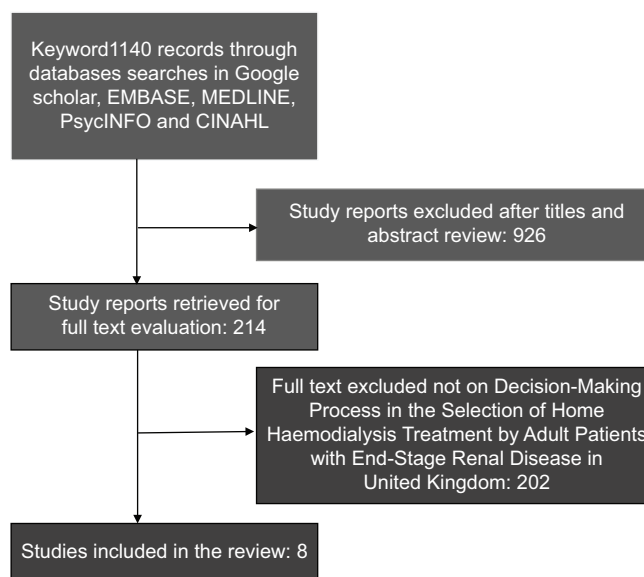 Keyword1140 records through
databases searches in Google
scholar, EMBASE, MEDLINE,
PsycINFO and CINAHL
Study reports excluded after titles and
abstract review: 926
Study reports retrieved for
full text evaluation: 214
Full text excluded not on Decision-Making
Process in the Selection of Home
Haemodialysis Treatment by Adult Patients
with End-Stage Renal Disease in
United Kingdom: 202
Studies included in the review: 8